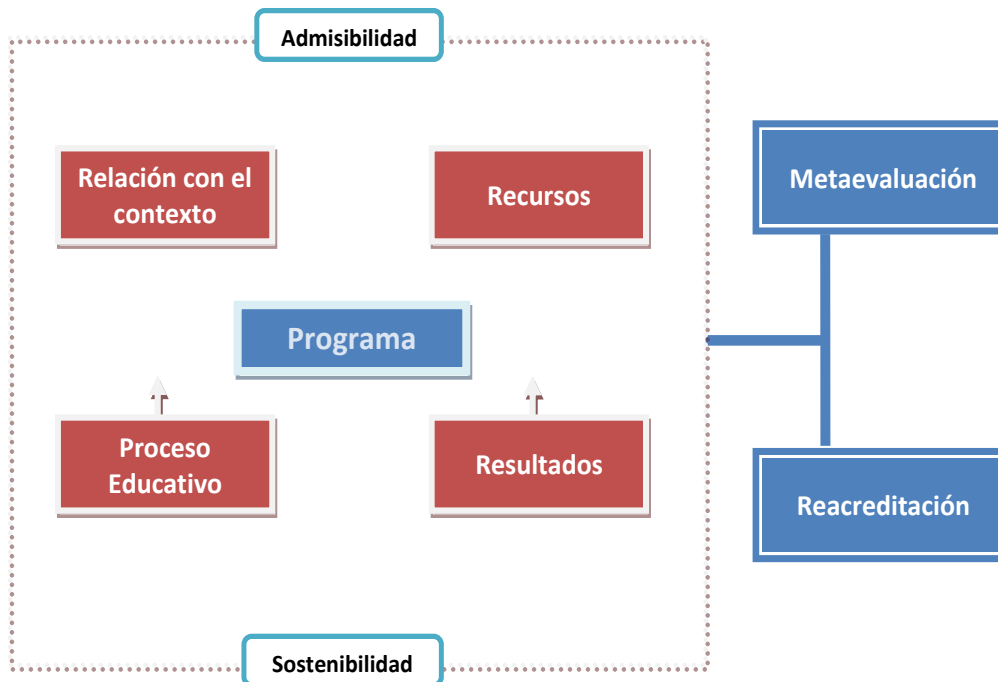 Admisibilidad
Relación con el
contexto
Recursos
Metaevaluación
Programa
Proceso
Educativo
Resultados
Reacreditación
Sostenibilidad